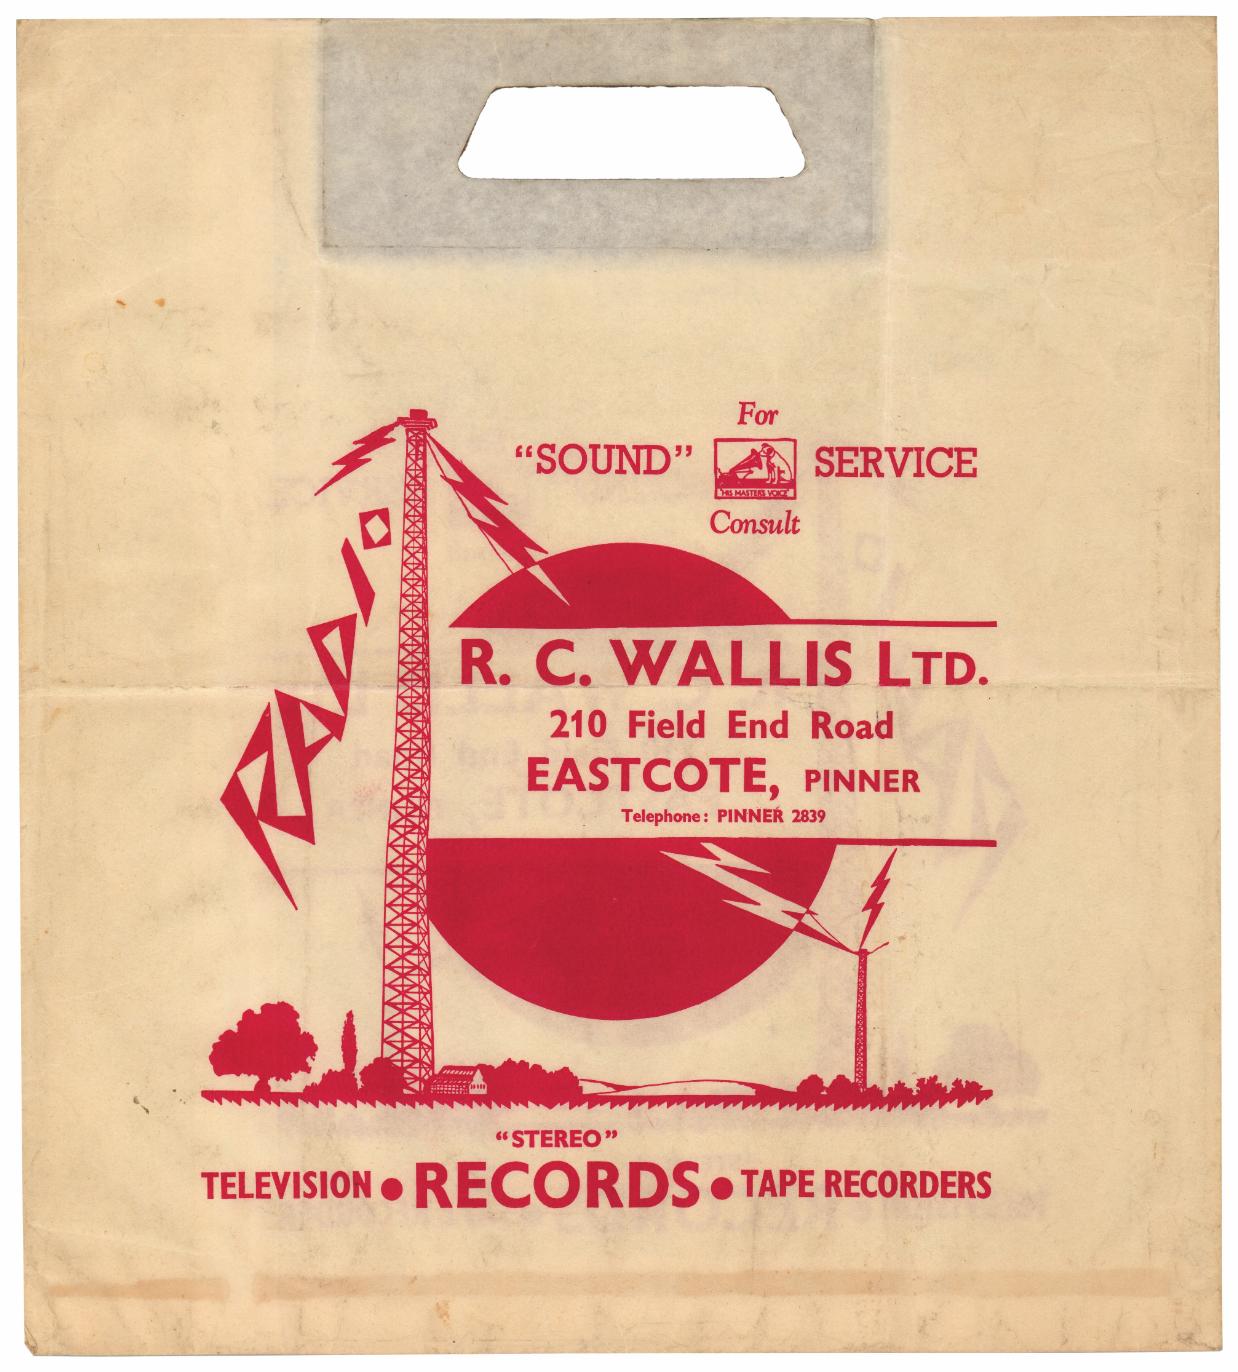 For
“SOUND” SERVICE
HIS MASTER'S VOICE
Consult
RADIO
R. C. WALLIS LTD.
210 Field End Road
EASTCOTE, PINNER
Telephone: PINNER 2839
“STEREO”
TELEVISION • RECORDS • TAPE RECORDERS